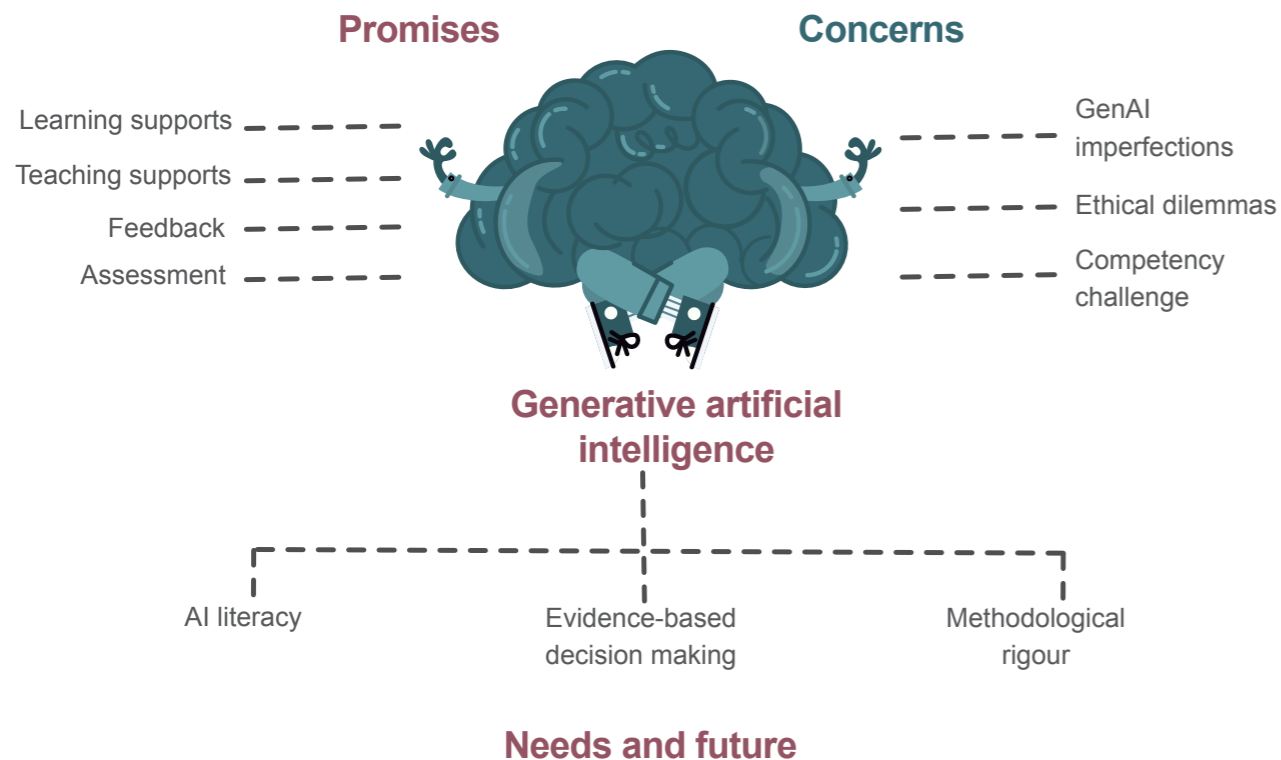 Promises
Concerns
Learning supports
Teaching supports
Feedback
Assessment
GenAI
imperfections
Ethical dilemmas
Competency
challenge
Generative artificial
intelligence
AI literacy
Evidence-based
decision making
Methodological
rigour
Needs and future